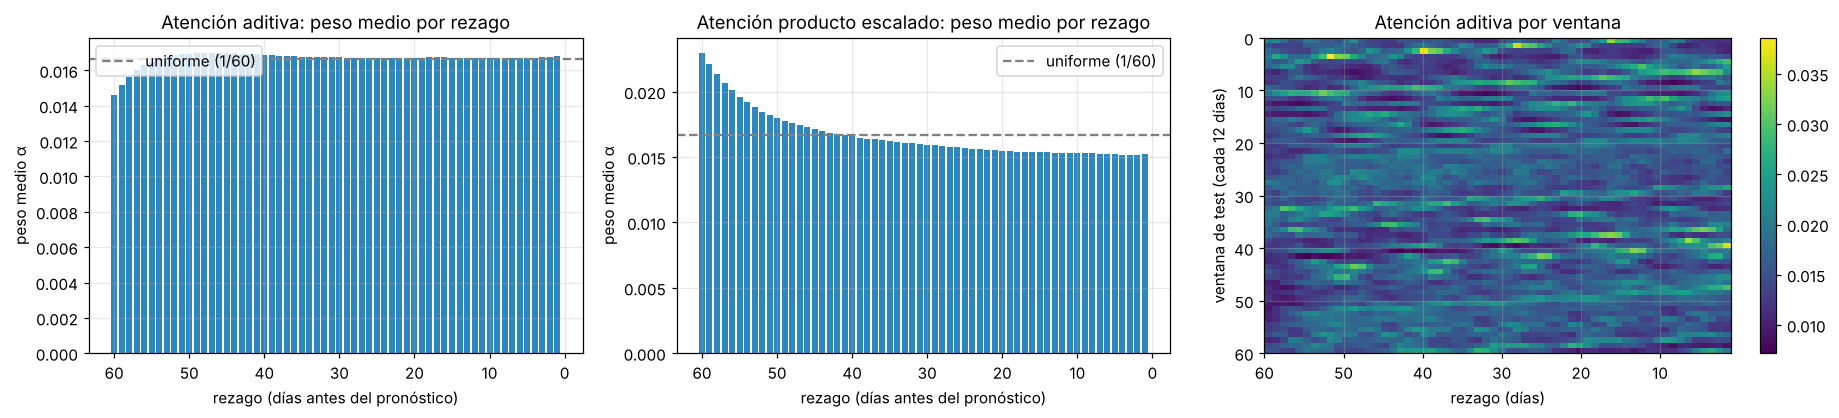 Atención aditiva: peso medio por rezago
peso medio α
0.016
0.014
0.012
0.010
0.008
0.006
0.004
0.002
0.000
uniforme (1/60)
60 50 40 30 20 10 0
rezago (días antes del pronóstico)
Atención producto escalado: peso medio por rezago
peso medio α
0.020
0.015
0.010
0.005
0.000
uniforme (1/60)
60 50 40 30 20 10 0
rezago (días antes del pronóstico)
Atención aditiva por ventana
ventana de test (cada 12 días)
0
10
20
30
40
50
60
60 50 40 30 20 10
rezago (días)
0.035
0.030
0.025
0.020
0.015
0.010